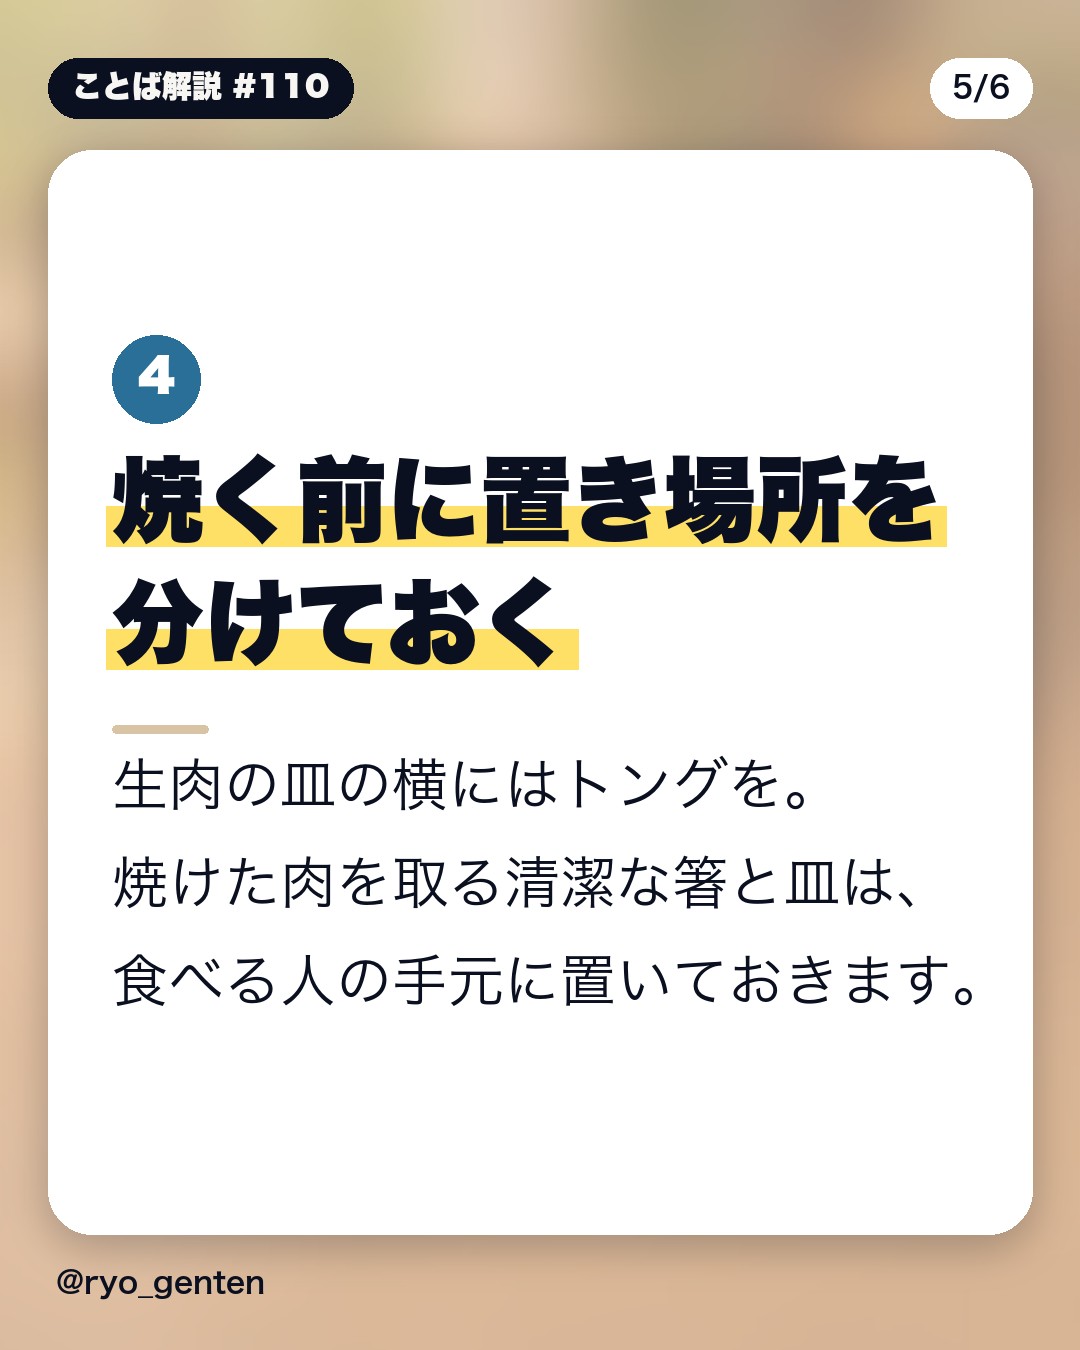 ことば解説 #110
5/6
4
焼く前に置き場所を
分けておく
生肉の皿の横にはトングを。
焼けた肉を取る清潔な箸と皿は、
食べる人の手元に置いておきます。
@ryo_genten